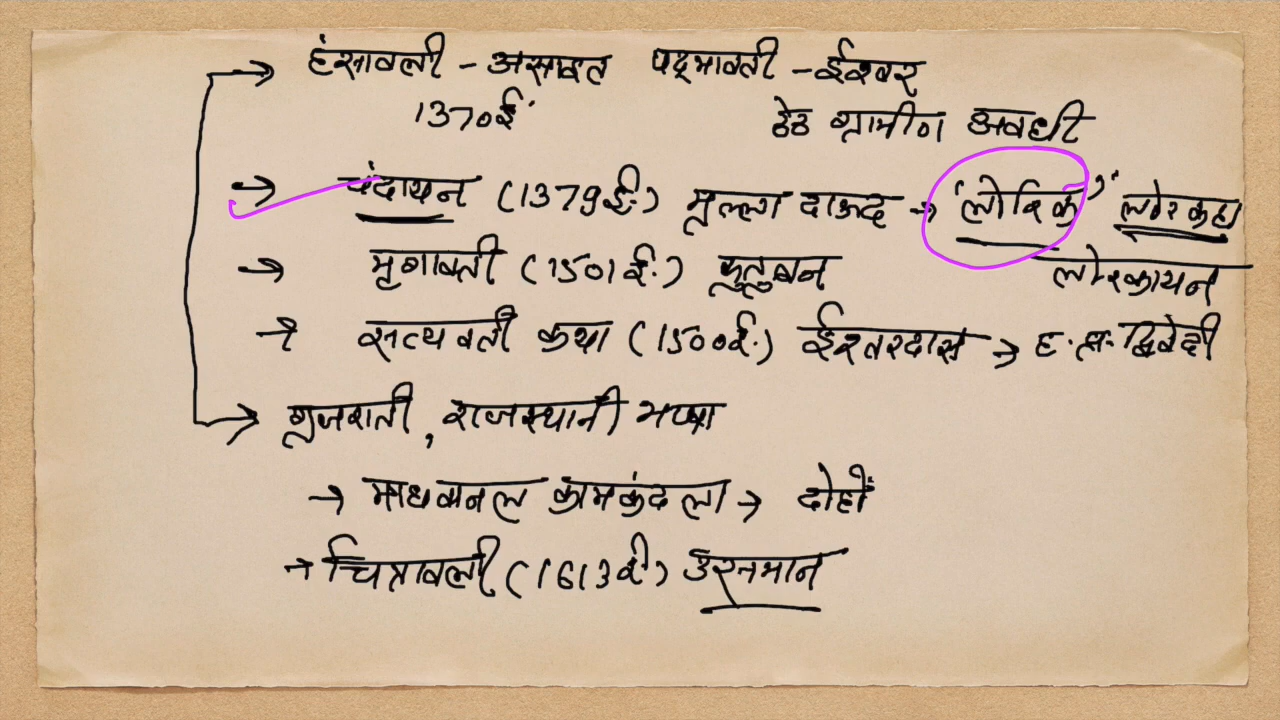 हंसावली - असाइत पद्मावती - ईश्वर
1370ई. ठेठ ग्रामीण अवधी
चंदायन (1379ई.) मुल्ला दाऊद → 'लोरिक' लोरकहा
लोरकायन
मृगावती (1501ई.) कुतुबन
सत्यवती कथा (1500ई.) ईश्वरदास → ह. प्र. द्विवेदी
गुजराती, राजस्थानी भाषा
→ माधवानल कामकंदला → दोहों
→ चित्रावली (1613ई) उसमान